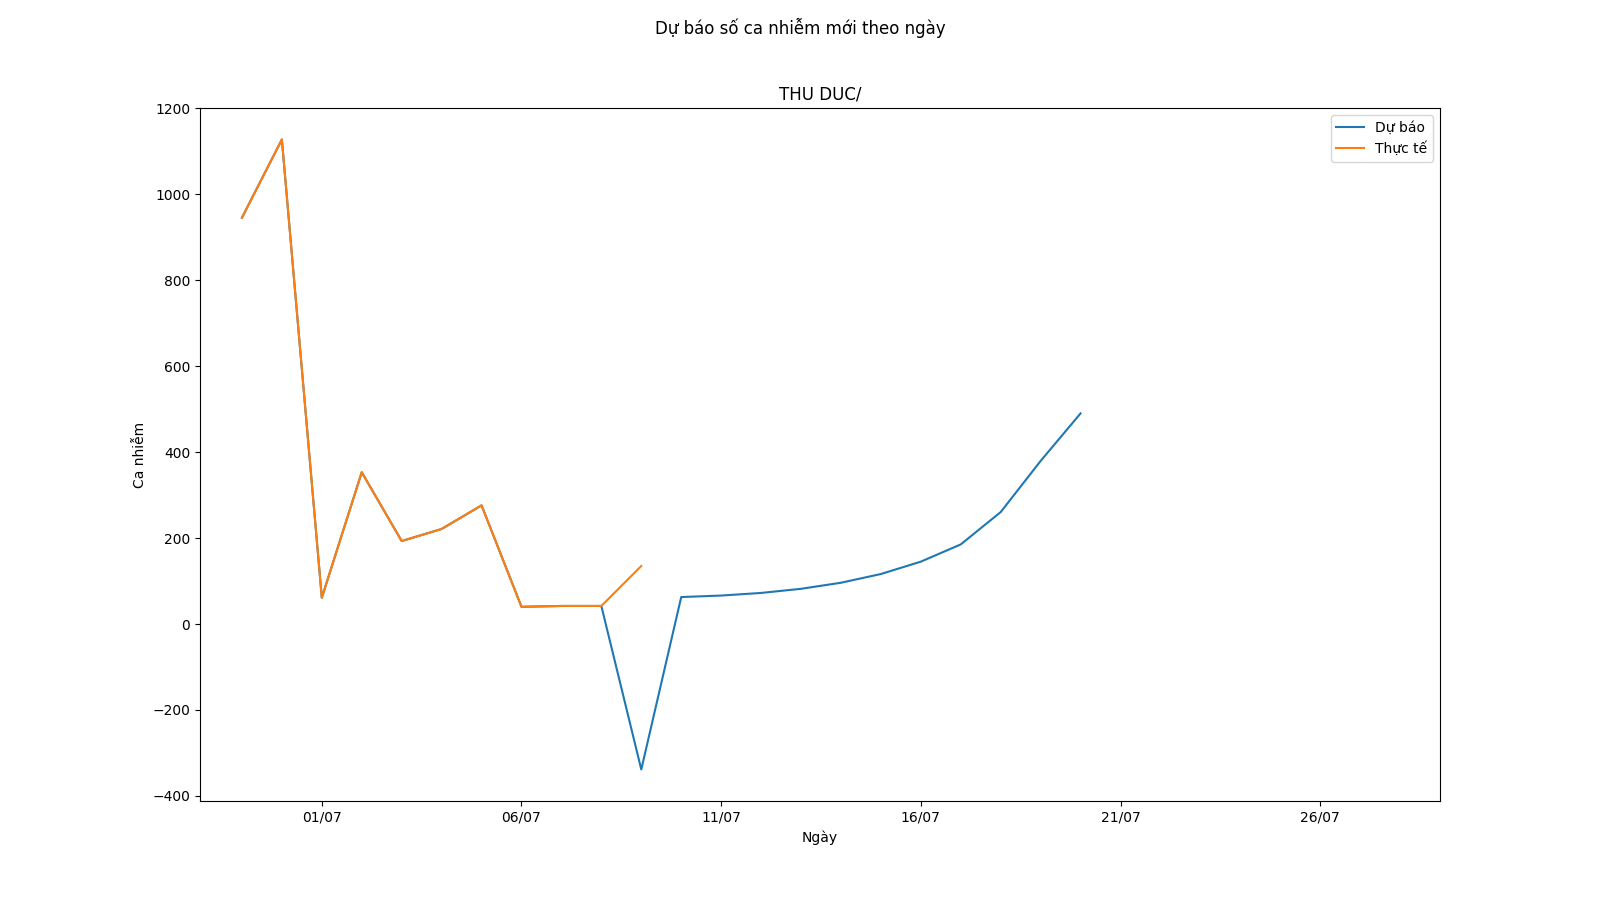 Dự báo số ca nhiễm mới theo ngày
THU DUC/
Dự báo
Thực tế
1200
1000
800
600
400
200
0
−200
−400
Ca nhiễm
01/07
06/07
11/07
16/07
21/07
26/07
Ngày